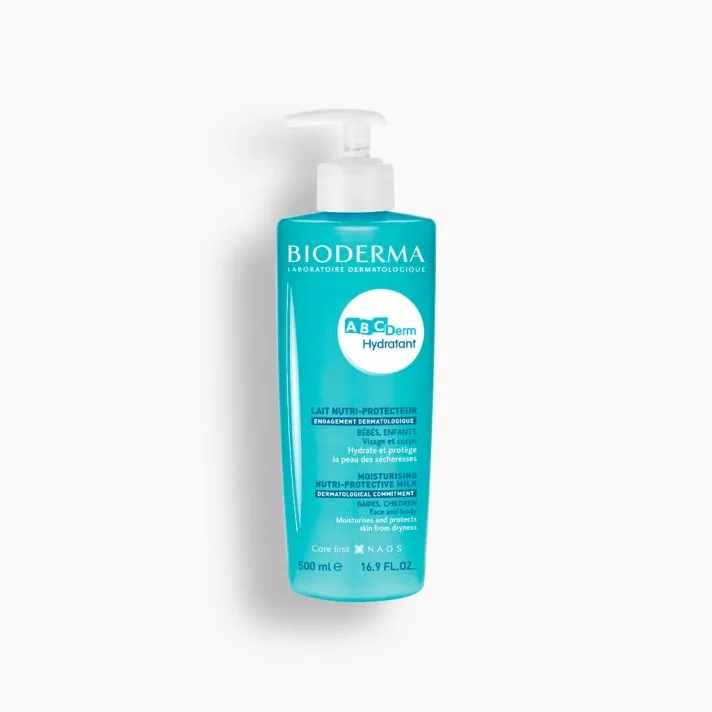 BIODERMA
LABORATOIRE DERMATOLOGIQUE
ABCDerm
Hydratant
LAIT NUTRI-PROTECTEUR
ENGAGEMENT DERMATOLOGIQUE
BÉBÉS, ENFANTS
Visage et corps
Hydrate et protège
la peau des sécheresses
MOISTURISING
NUTRI-PROTECTIVE MILK
DERMATOLOGICAL COMMITMENT
BABIES, CHILDREN
Face and body
Moisturises and protects
skin from dryness
Care first NAOS
500 ml e 16.9 FL.OZ.